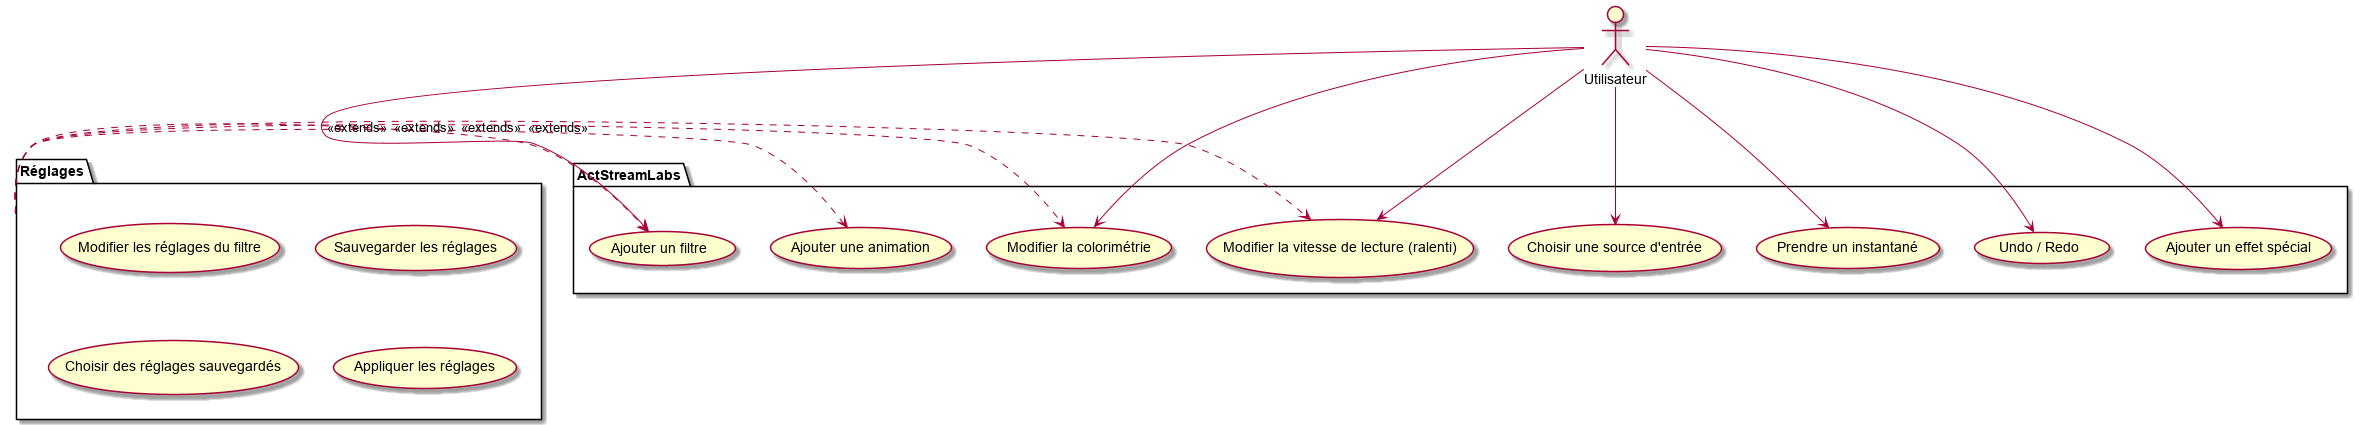 Utilisateur
«extends» «extends» «extends» «extends»
Réglages
ActStreamLabs
Modifier les réglages du filtre
Sauvegarder les réglages
Ajouter un filtre
Ajouter une animation
Modifier la colorimétrie
Modifier la vitesse de lecture (ralenti)
Choisir une source d'entrée
Prendre un instantané
Undo / Redo
Ajouter un effet spécial
Choisir des réglages sauvegardés
Appliquer les réglages